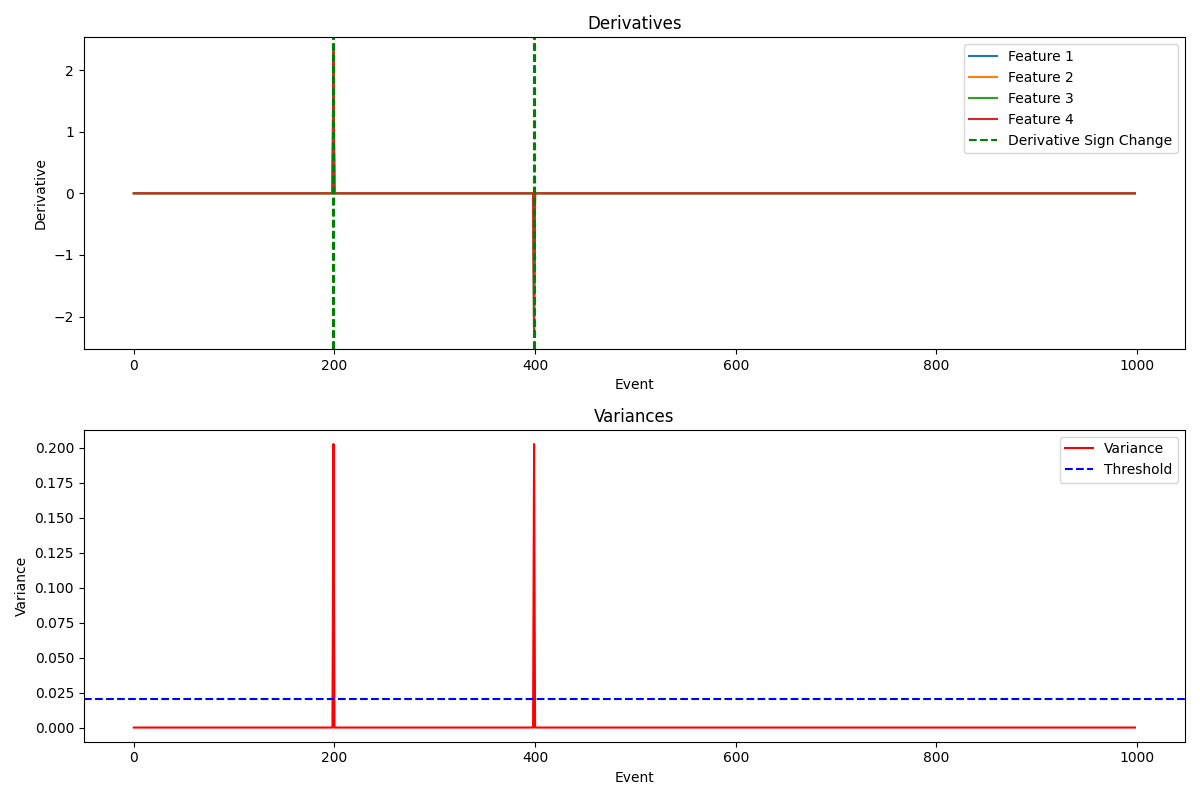 Derivatives
Feature 1
Feature 2
Feature 3
Feature 4
Derivative Sign Change
Derivative
2
1
0
−1
−2
0 200 400 600 800 1000
Event
Variances
Variance
Threshold
Variance
0.200
0.175
0.150
0.125
0.100
0.075
0.050
0.025
0.000
0 200 400 600 800 1000
Event